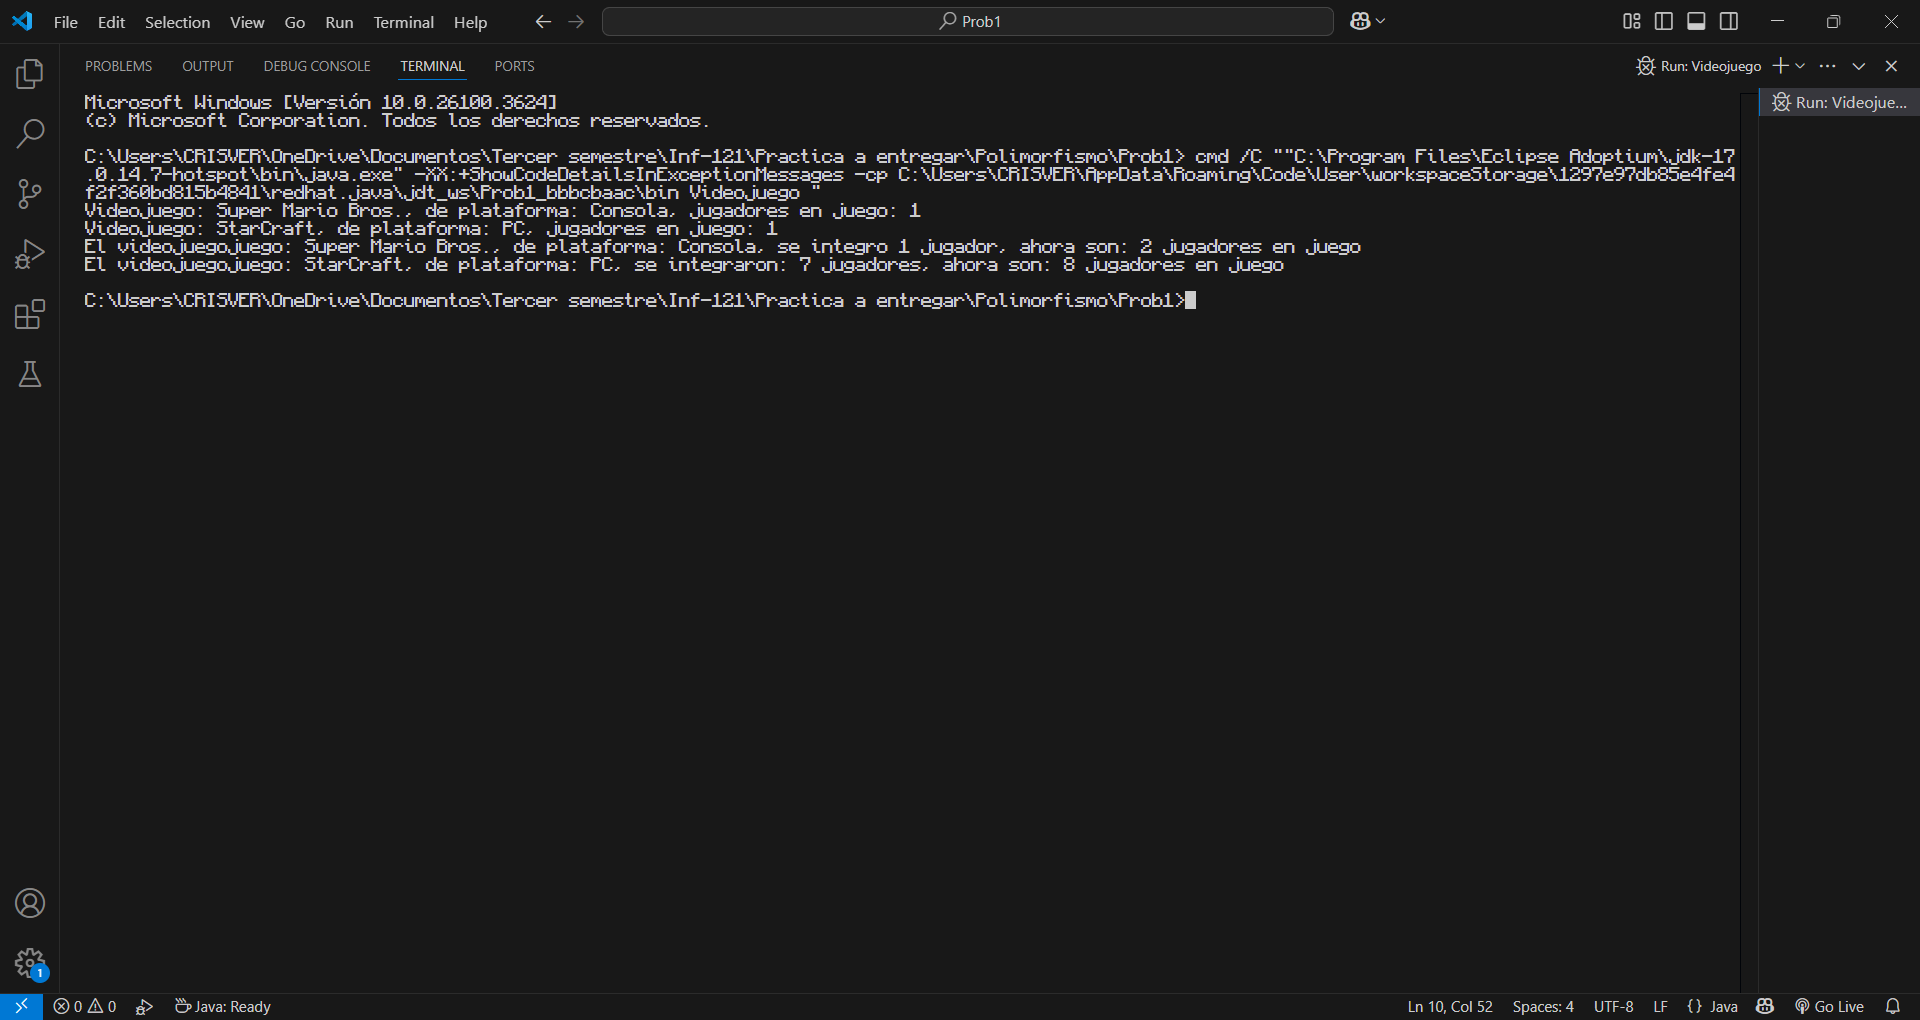 File Edit Selection View Go Run Terminal Help
Prob1
PROBLEMS OUTPUT DEBUG CONSOLE TERMINAL PORTS
Run: Videojuego
Run: Videojue...
Microsoft Windows [Versión 10.0.26100.3624]
(c) Microsoft Corporation. Todos los derechos reservados.
C:\Users\CRISVER\OneDrive\Documentos\Tercer semestre\Inf-121\Practica a entregar\Polimorfismo\Prob1> cmd /C ""C:\Program Files\Eclipse Adoptium\jdk-17
.0.14.7-hotspot\bin\java.exe" -XX:+ShowCodeDetailsInExceptionMessages -cp C:\Users\CRISVER\AppData\Roaming\Code\User\workspaceStorage\1297e97db85e4fe4
f2f360bd815b4841\redhat.java\jdt_ws\Prob1_bbbcbaac\bin Videojuego "
Videojuego: Super Mario Bros., de plataforma: Consola, jugadores en juego: 1
Videojuego: StarCraft, de plataforma: PC, jugadores en juego: 1
El videojuegojuego: Super Mario Bros., de plataforma: Consola, se integro 1 jugador, ahora son: 2 jugadores en juego
El videojuegojuego: StarCraft, de plataforma: PC, se integraron: 7 jugadores, ahora son: 8 jugadores en juego
C:\Users\CRISVER\OneDrive\Documentos\Tercer semestre\Inf-121\Practica a entregar\Polimorfismo\Prob1>
1
0 0 Java: Ready Ln 10, Col 52 Spaces: 4 UTF-8 LF {} Java Go Live